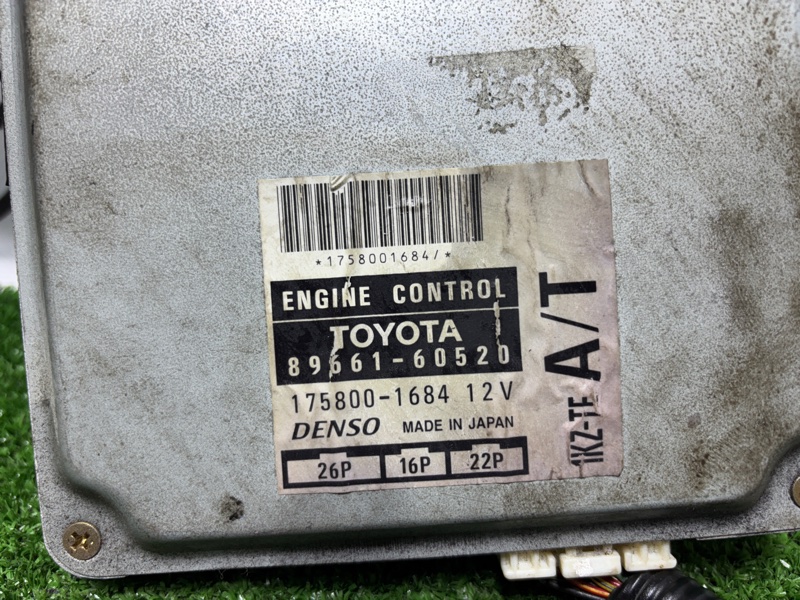 *1758001684/*
ENGINE CONTROL
TOYOTA
89661-60520
175800-1684 12V
DENSO MADE IN JAPAN
26P 16P 22P
1KZ-TE A/T